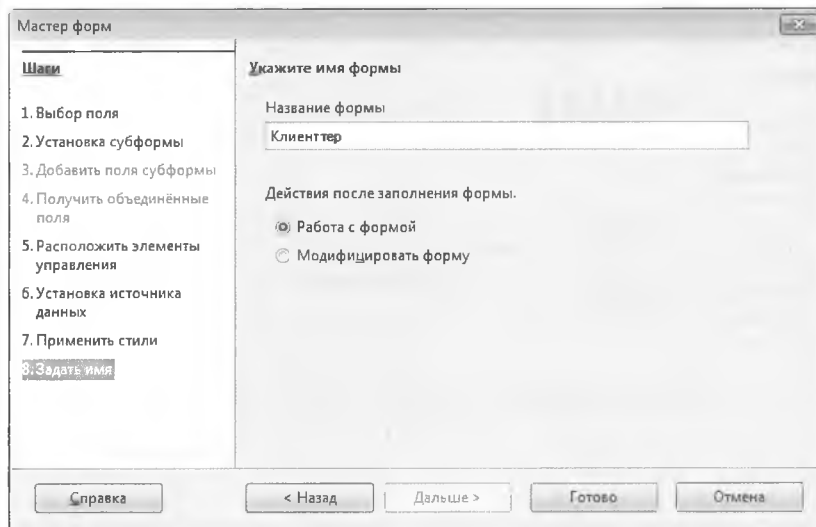 Мастер форм
Шаги
1. Выбор поля
2. Установка субформы
3. Добавить поля субформы
4. Получить объединённые
поля
5. Расположить элементы
управления
6. Установка источника
данных
7. Применить стили
8. Задать имя
Укажите имя формы
Название формы
Клиенттер
Действия после заполнения формы.
Работа с формой
Модифицировать форму
Справка
< Назад
Дальше >
Готово
Отмена